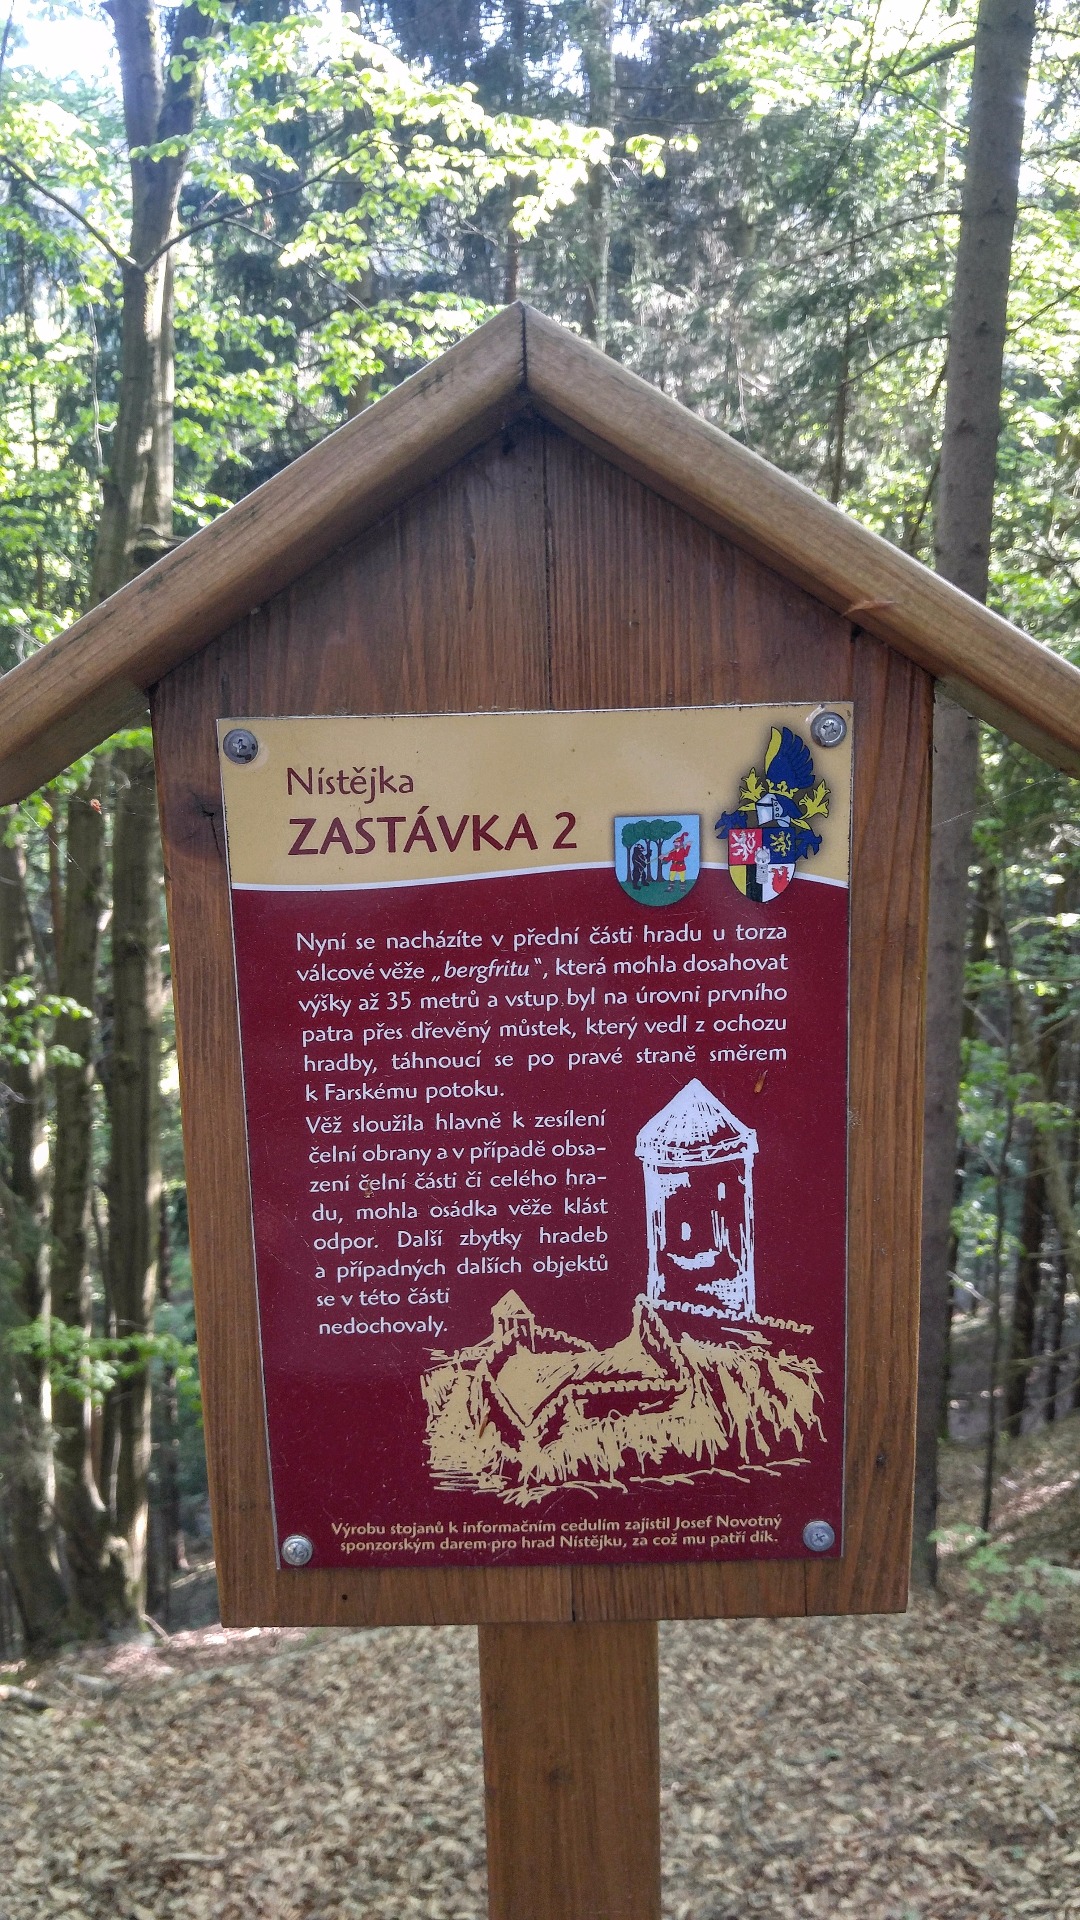 Nístějka
ZASTÁVKA 2
Nyní se nacházíte v přední části hradu u torza
válcové věže „bergfritu“, která mohla dosahovat
výšky až 35 metrů a vstup byl na úrovni prvního
patra přes dřevěný můstek, který vedl z ochozu
hradby, táhnoucí se po pravé straně směrem
k Farskému potoku.
Věž sloužila hlavně k zesílení
čelní obrany a v případě obsa-
zení čelní části či celého hra-
du, mohla osádka věže klást
odpor. Další zbytky hradeb
a případných dalších objektů
se v této části
nedochovaly.
Výrobu stojanů k informačním cedulím zajistil Josef Novotný
sponzorským darem pro hrad Nístějku, za což mu patří dík.